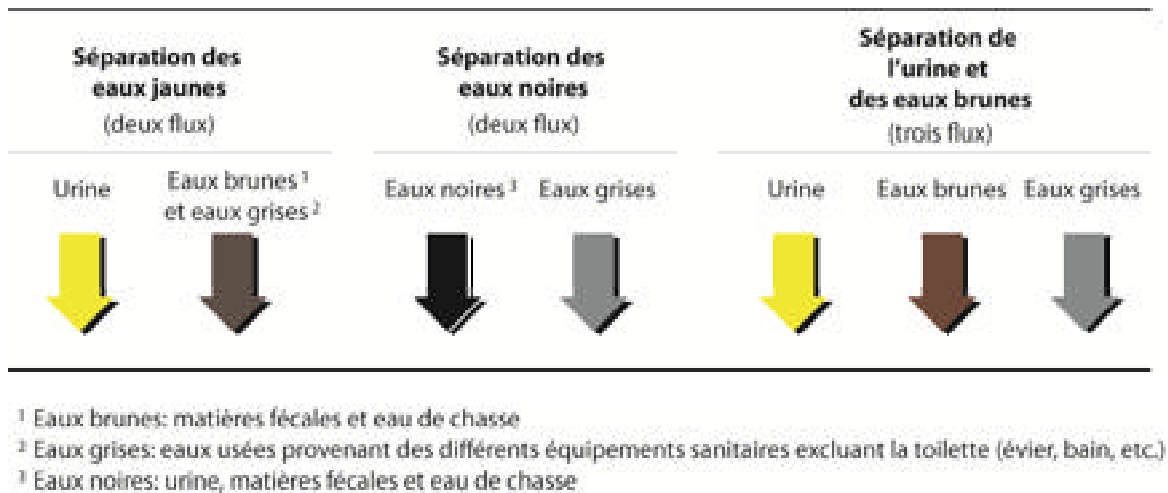 Séparation des
eaux jaunes
(deux flux)
Séparation des
eaux noires
(deux flux)
Séparation de
l'urine et
des eaux brunes
(trois flux)
Urine
Eaux brunes ¹
et eaux grises ²
Eaux noires ³
Eaux grises
Urine
Eaux brunes
Eaux grises
¹ Eaux brunes: matières fécales et eau de chasse
² Eaux grises: eaux usées provenant des différents équipements sanitaires excluant la toilette (évier, bain, etc.)
³ Eaux noires: urine, matières fécales et eau de chasse